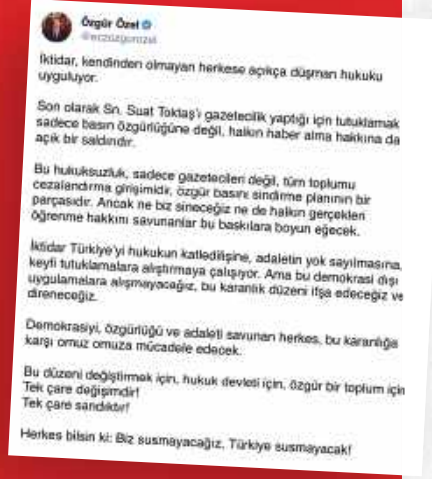 Özgür Özel
@eczozgurozel
İktidar, kendinden olmayan herkese açıkça düşman hukuku
uyguluyor.
Son olarak Sn. Suat Toktaş'ı gazetecilik yaptığı için tutuklamak
sadece basın özgürlüğüne değil, halkın haber alma hakkına da
açık bir saldırıdır.
Bu hukuksuzluk, sadece gazetecileri değil, tüm toplumu
cezalandırma girişimidir, özgür basını sindirme planının bir
parçasıdır. Ancak ne biz sineceğiz ne de halkın gerçekleri
öğrenme hakkını savunanlar bu baskılara boyun eğecek.
İktidar Türkiye'yi hukukun katledilişine, adaletin yok sayılmasına,
keyfi tutuklamalara alıştırmaya çalışıyor. Ama bu demokrasi dışı
uygulamalara alışmayacağız, bu karanlık düzeni ifşa edeceğiz ve
direneceğiz.
Demokrasiyi, özgürlüğü ve adaleti savunan herkes, bu karanlığa
karşı omuz omuza mücadele edecek.
Bu düzeni değiştirmek için, hukuk devleti için, özgür bir toplum için
Tek çare değişimdir!
Tek çare sandıktır!
Herkes bilsin ki: Biz susmayacağız, Türkiye susmayacak!